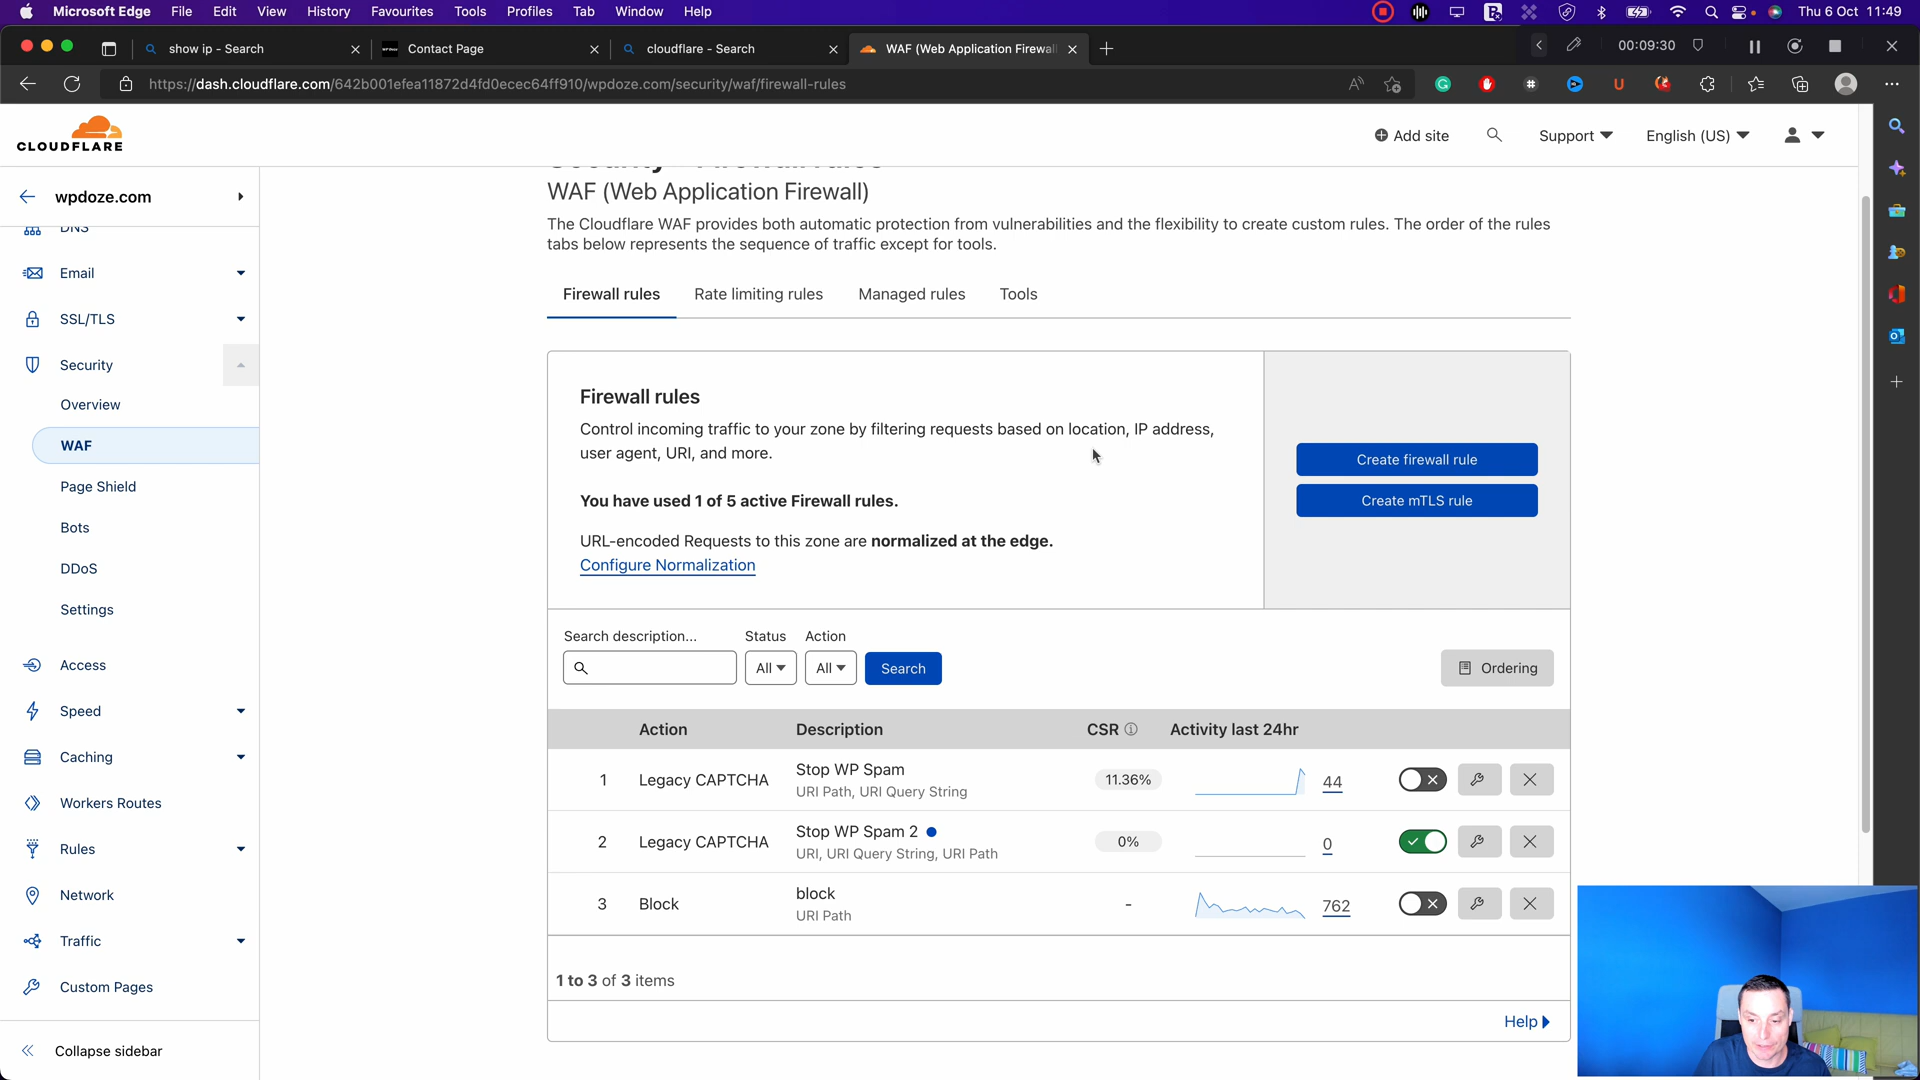 Microsoft Edge File Edit View History Favourites Tools Profiles Tab Window Help Thu 6 Oct 11:49
show ip - Search Contact Page cloudflare - Search WAF (Web Application Firewal 00:09:30
https://dash.cloudflare.com/642b001efea11872d4fd0ecec64ff910/wpdoze.com/security/waf/firewall-rules
CLOUDFLARE
Add site Support English (US)
wpdoze.com
DNS
Email
SSL/TLS
Security
Overview
WAF
Page Shield
Bots
DDoS
Settings
Access
Speed
Caching
Workers Routes
Rules
Network
Traffic
Custom Pages
Collapse sidebar
WAF (Web Application Firewall)
The Cloudflare WAF provides both automatic protection from vulnerabilities and the flexibility to create custom rules. The order of the rules
tabs below represents the sequence of traffic except for tools.
Firewall rules Rate limiting rules Managed rules Tools
Firewall rules
Control incoming traffic to your zone by filtering requests based on location, IP address,
user agent, URI, and more.
You have used 1 of 5 active Firewall rules.
URL-encoded Requests to this zone are normalized at the edge.
Configure Normalization
Create firewall rule
Create mTLS rule
Search description... Status Action
All All Search Ordering
Action Description CSR Activity last 24hr
1 Legacy CAPTCHA Stop WP Spam 11.36% 44
URI Path, URI Query String
2 Legacy CAPTCHA Stop WP Spam 2 0% 0
URI, URI Query String, URI Path
3 Block block - 762
URI Path
1 to 3 of 3 items
Help